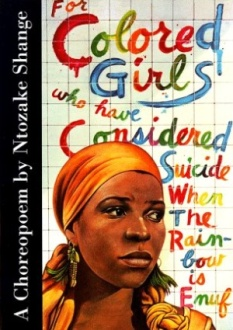 A Choreopoem by Ntozake Shange
For
Colored
Girls
who have
Considered
Suicide
When
The
Rain-
bow
is
Enuf